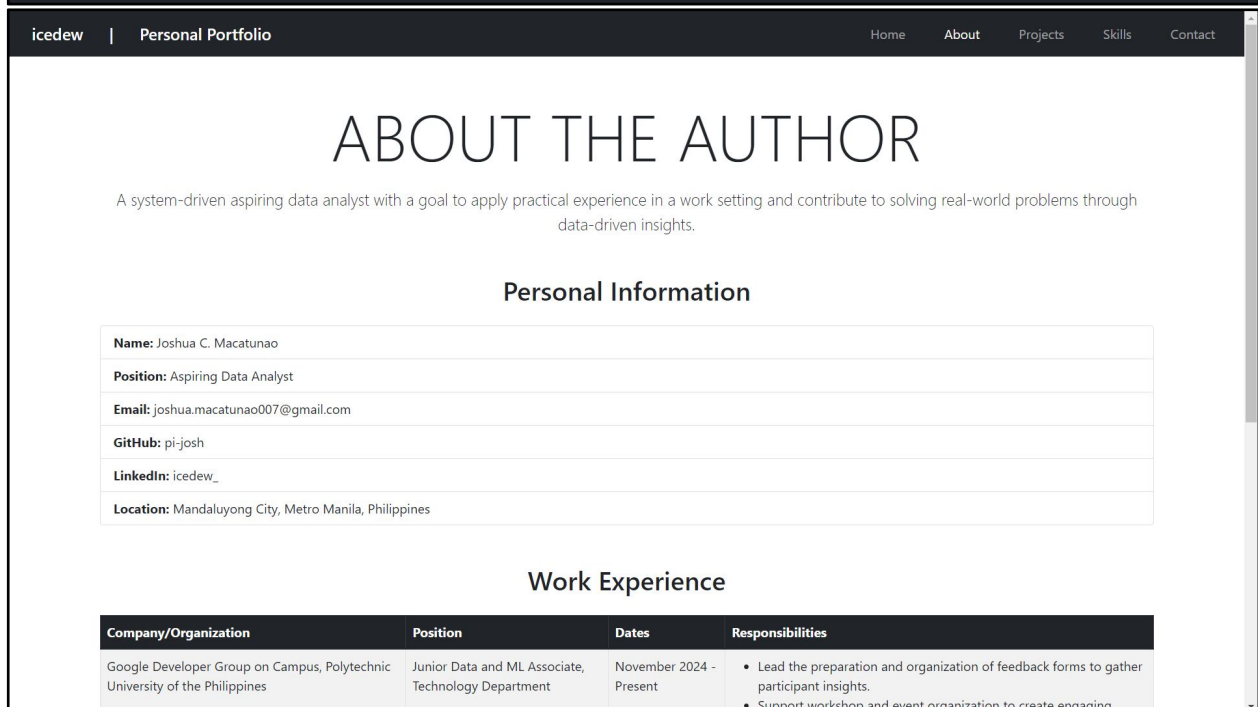 icedew | Personal Portfolio Home About Projects Skills Contact
ABOUT THE AUTHOR
A system-driven aspiring data analyst with a goal to apply practical experience in a work setting and contribute to solving real-world problems through
data-driven insights.
Personal Information
Name: Joshua C. Macatunao
Position: Aspiring Data Analyst
Email: joshua.macatunao007@gmail.com
GitHub: pi-josh
LinkedIn: icedew_
Location: Mandaluyong City, Metro Manila, Philippines
Work Experience
Company/Organization Position Dates Responsibilities
Google Developer Group on Campus, Polytechnic
University of the Philippines
Junior Data and ML Associate,
Technology Department
November 2024 -
Present
• Lead the preparation and organization of feedback forms to gather
participant insights.
• Support workshop and event organization to create engaging